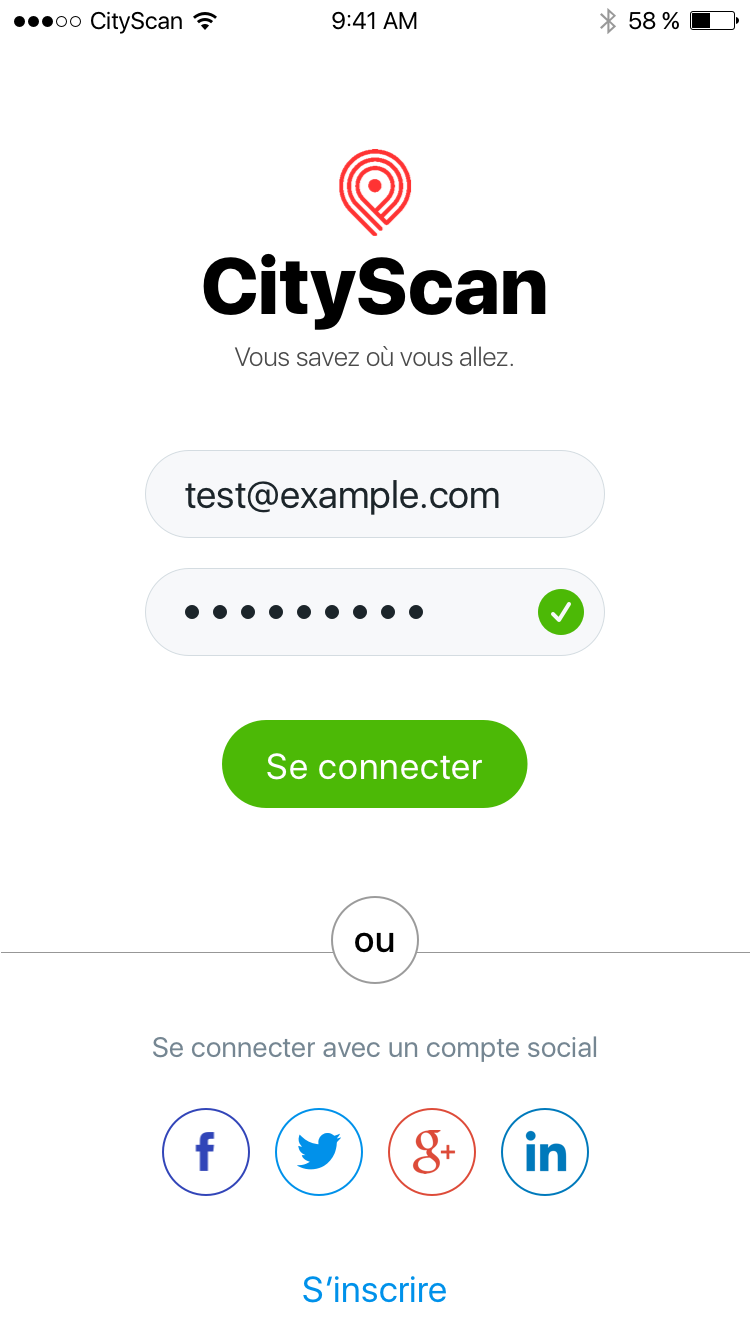 CityScan 9:41 AM 58 %
CityScan
Vous savez où vous allez.
test@example.com
Se connecter
ou
Se connecter avec un compte social
f g+ in
S’inscrire